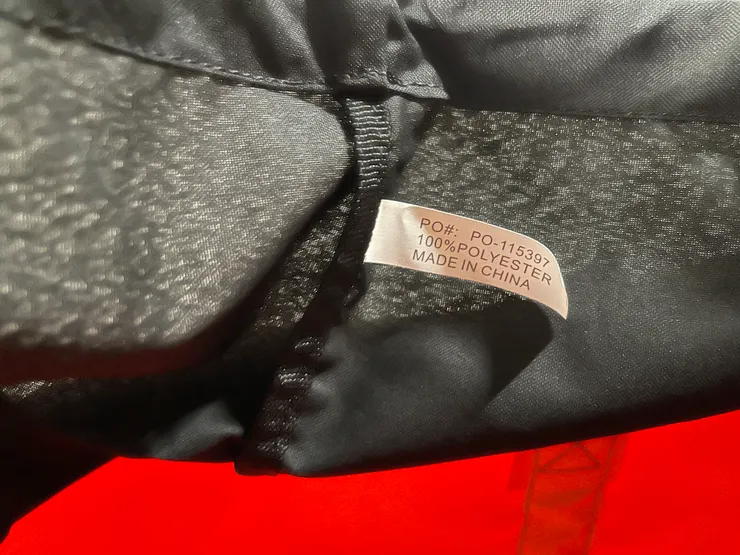 PO#: PO-115397
100%POLYESTER
MADE IN CHINA